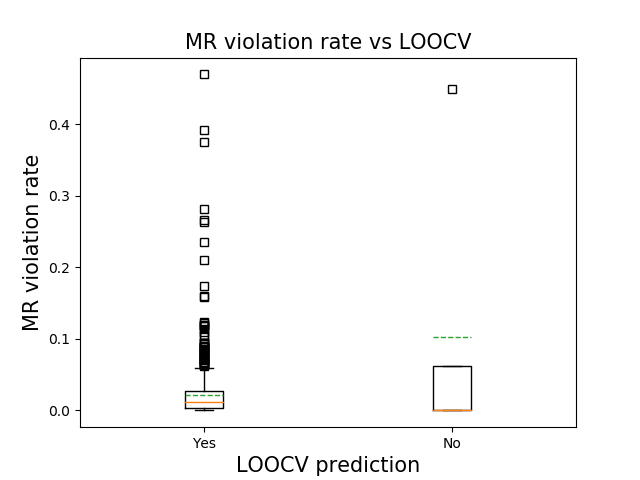 MR violation rate vs LOOCV
MR violation rate
0.4
0.3
0.2
0.1
0.0
Yes
No
LOOCV prediction